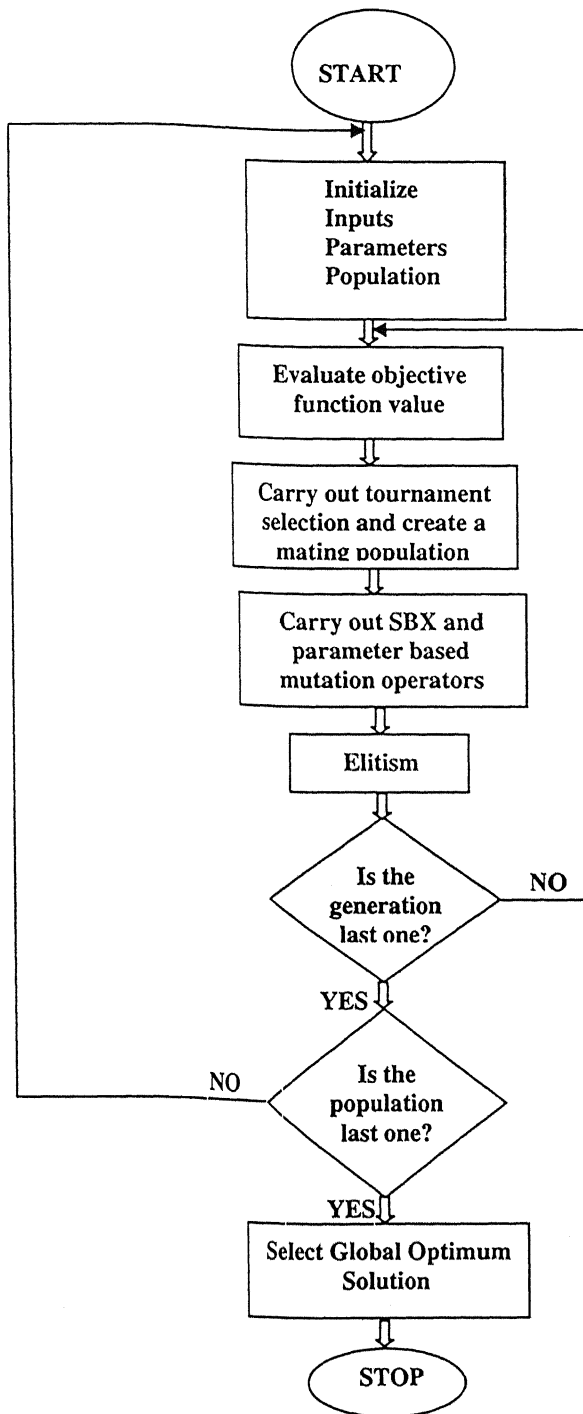 START
Initialize
Inputs
Parameters
Population
Evaluate objective
function value
Carry out tournament
selection and create a
mating population
Carry out SBX and
parameter based
mutation operators
Elitism
Is the
generation
last one?
NO
YES
Is the
population
last one?
NO
YES
Select Global Optimum
Solution
STOP